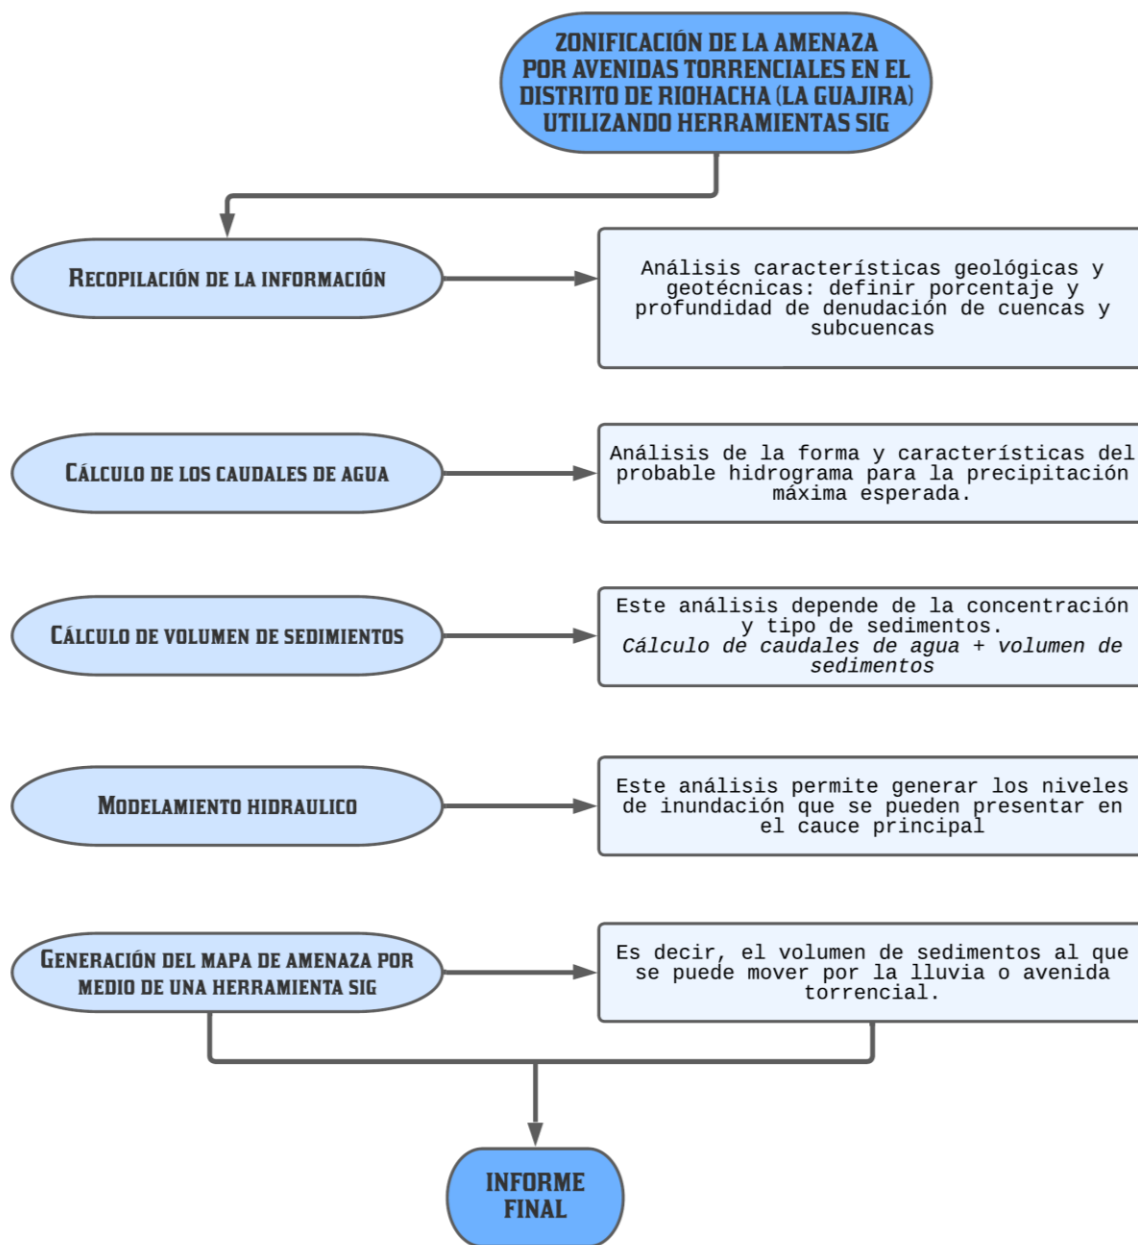 ZONIFICACIÓN DE LA AMENAZA
POR AVENIDAS TORRENCIALES EN EL
DISTRITO DE RIOHACHA (LA GUAJIRA)
UTILIZANDO HERRAMIENTAS SIG
RECOPILACIÓN DE LA INFORMACIÓN
Análisis características geológicas y
geotécnicas: definir porcentaje y
profundidad de denudación de cuencas y
subcuencas
CÁLCULO DE LOS CAUDALES DE AGUA
Análisis de la forma y características del
probable hidrograma para la precipitación
máxima esperada.
CÁLCULO DE VOLUMEN DE SEDIMIENTOS
Este análisis depende de la concentración
y tipo de sedimentos.
Cálculo de caudales de agua + volumen de
sedimentos
MODELAMIENTO HIDRAULICO
Este análisis permite generar los niveles
de inundación que se pueden presentar en
el cauce principal
GENERACIÓN DEL MAPA DE AMENAZA POR
MEDIO DE UNA HERRAMIENTA SIG
Es decir, el volumen de sedimentos al que
se puede mover por la lluvia o avenida
torrencial.
INFORME
FINAL